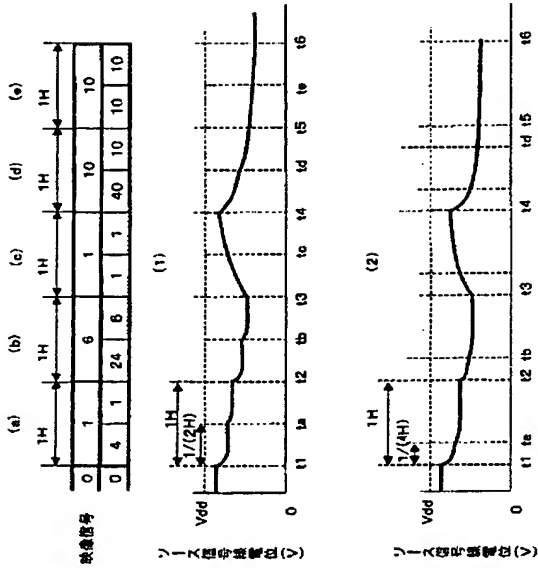 (a) (b) (c) (d) (e)
1H 1H 1H 1H 1H
映像信号 0 1 6 1 10 10
0 4 1 24 6 1 1 40 10 10 10
(1)
1H
1/(2H)
Vdd
0
ソース信号線電位(V)
t1 ta t2 tb t3 tc t4 td t5 te t6
(2)
1H
1/(4H)
Vdd
0
ソース信号線電位(V)
t1 ta t2 tb t3 t4 td t5 t6